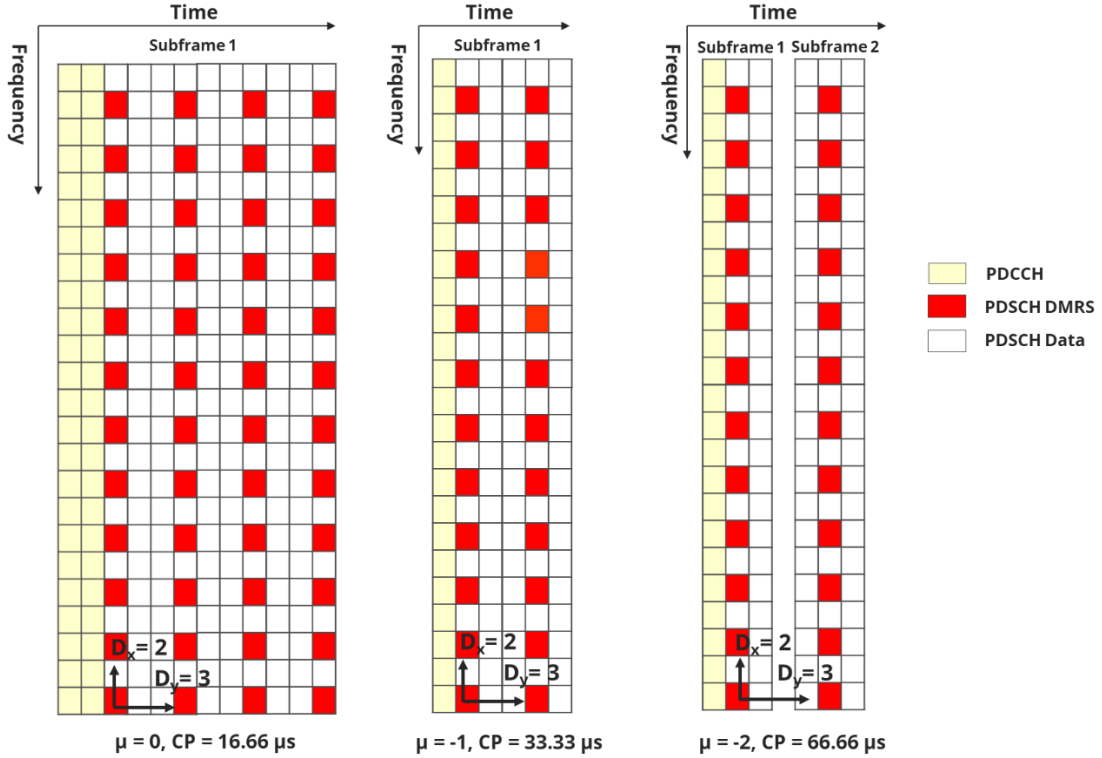 Time
Frequency
Subframe 1
Dx= 2
Dy= 3
μ = 0, CP = 16.66 μs
Time
Frequency
Subframe 1
Dx= 2
Dy= 3
μ = -1, CP = 33.33 μs
Time
Frequency
Subframe 1 Subframe 2
Dx= 2
Dy= 3
μ = -2, CP = 66.66 μs
PDCCH
PDSCH DMRS
PDSCH Data